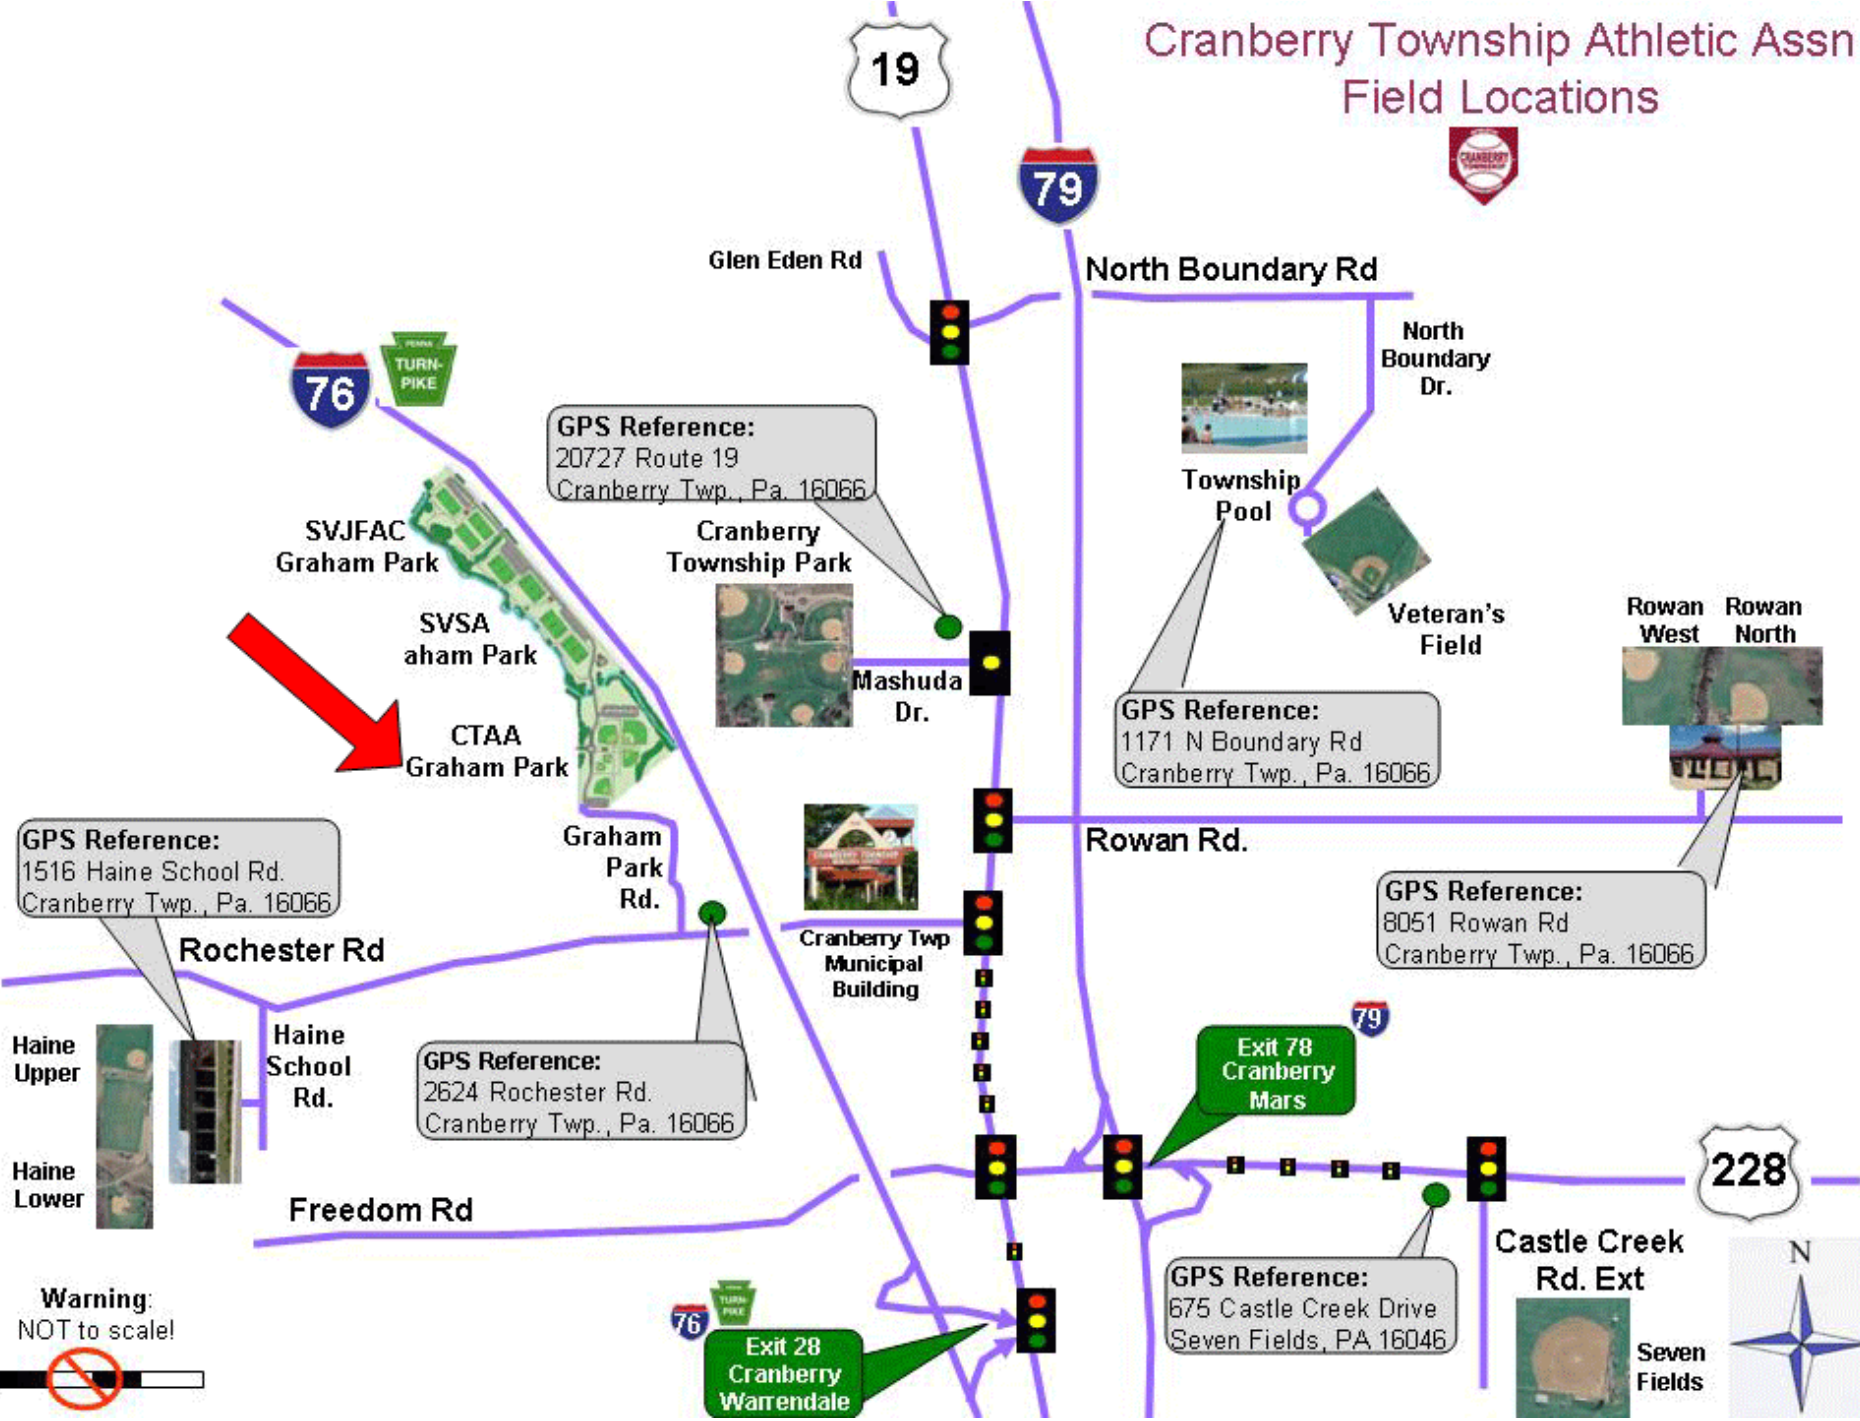 Cranberry Township Athletic Assn
Field Locations
CRANBERRY
TOWNSHIP
19
79
Glen Eden Rd
North Boundary Rd
North
Boundary
Dr.
76
PENNA
TURN-
PIKE
GPS Reference:
20727 Route 19
Cranberry Twp., Pa. 16066
Township
Pool
SVJFAC
Graham Park
Cranberry
Township Park
Veteran's
Field
Rowan
West
Rowan
North
SVSA
aham Park
Mashuda
Dr.
GPS Reference:
1171 N Boundary Rd
Cranberry Twp., Pa. 16066
CTAA
Graham Park
Graham
Park
Rd.
CRANBERRY TOWNSHIP
Rowan Rd.
GPS Reference:
1516 Haine School Rd.
Cranberry Twp., Pa. 16066
GPS Reference:
8051 Rowan Rd
Cranberry Twp., Pa. 16066
Rochester Rd
Cranberry Twp
Municipal
Building
Haine
Upper
Haine
School
Rd.
GPS Reference:
2624 Rochester Rd.
Cranberry Twp., Pa. 16066
79
Exit 78
Cranberry
Mars
Haine
Lower
Freedom Rd
228
Castle Creek
Rd. Ext
N
GPS Reference:
675 Castle Creek Drive
Seven Fields, PA 16046
Warning:
NOT to scale!
76
TURN-
PIKE
Exit 28
Cranberry
Warrendale
Seven
Fields